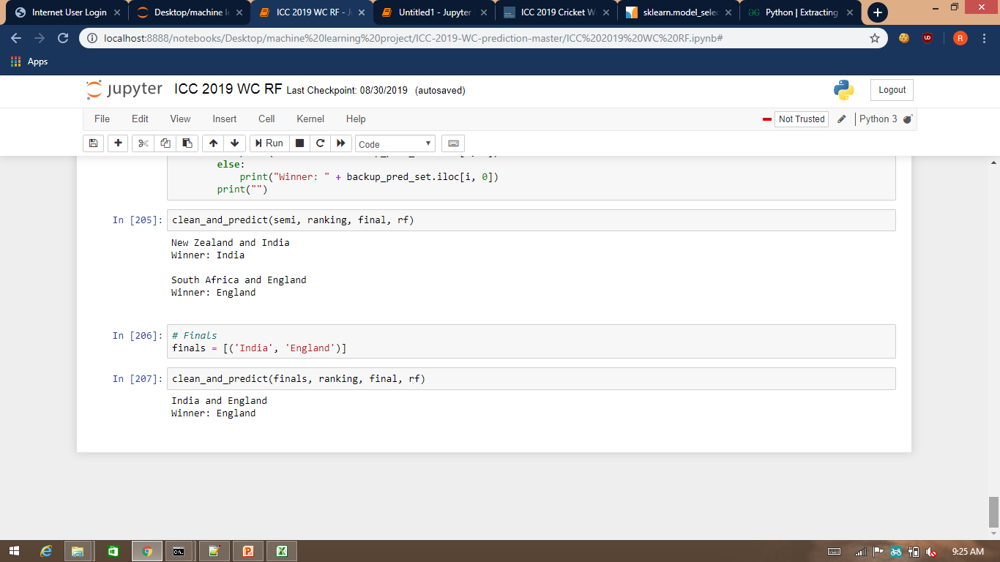 Internet User Login
Desktop/machine le
ICC 2019 WC RF - J
Untitled1 - Jupyter
ICC 2019 Cricket W
sklearn.model_selec
Python | Extracting
localhost:8888/notebooks/Desktop/machine%20learning%20project/ICC-2019-WC-prediction-master/ICC%202019%20WC%20RF.ipynb#
R
Apps
jupyter ICC 2019 WC RF Last Checkpoint: 08/30/2019 (autosaved)
Logout
File Edit View Insert Cell Kernel Help
Not Trusted
Python 3
Run
Code
else:
print("Winner: " + backup_pred_set.iloc[i, 0])
print("")
In [205]: clean_and_predict(semi, ranking, final, rf)
New Zealand and India
Winner: India
South Africa and England
Winner: England
In [206]: # Finals
finals = [('India', 'England')]
In [207]: clean_and_predict(finals, ranking, final, rf)
India and England
Winner: England
9:25 AM